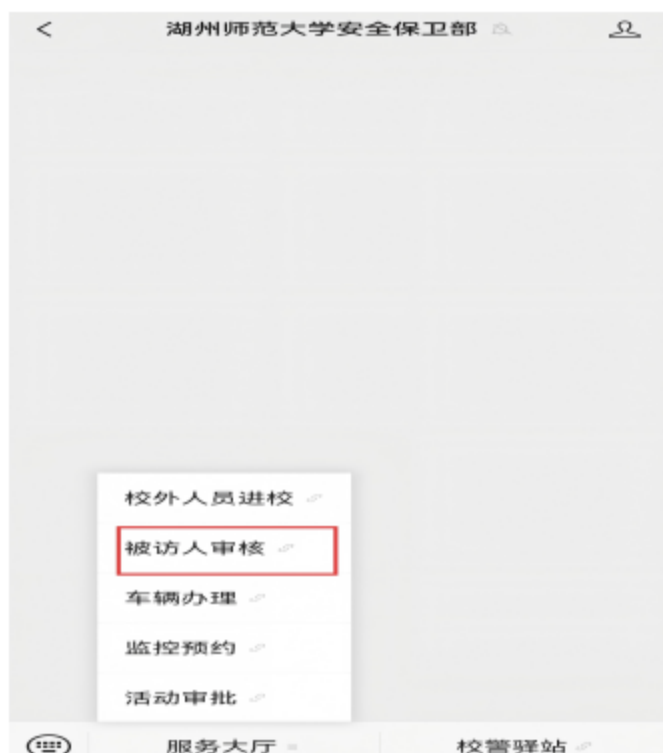 湖州师范大学安全保卫部
校外人员进校
被访人审核
车辆办理
监控预约
活动审批
服务大厅 校警驿站